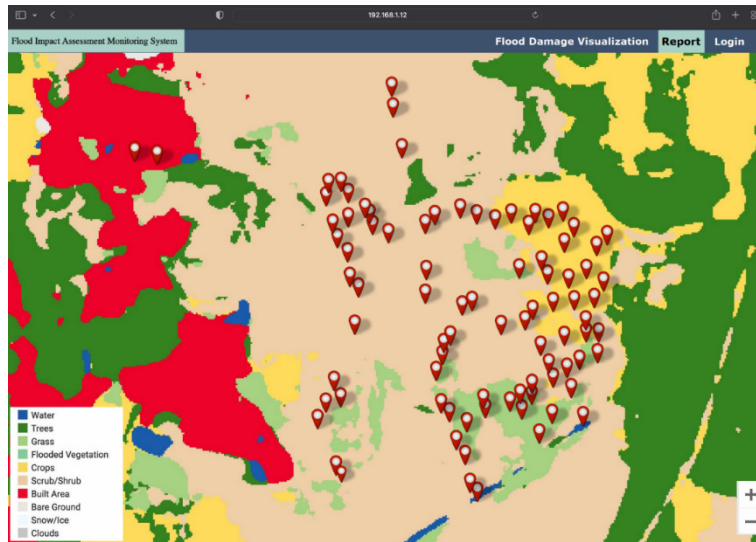 192.168.1.12
Flood Impact Assessment Monitoring System
Flood Damage Visualization Report Login
Water
Trees
Grass
Flooded Vegetation
Crops
Scrub/Shrub
Built Area
Bare Ground
Snow/Ice
Clouds
+
−